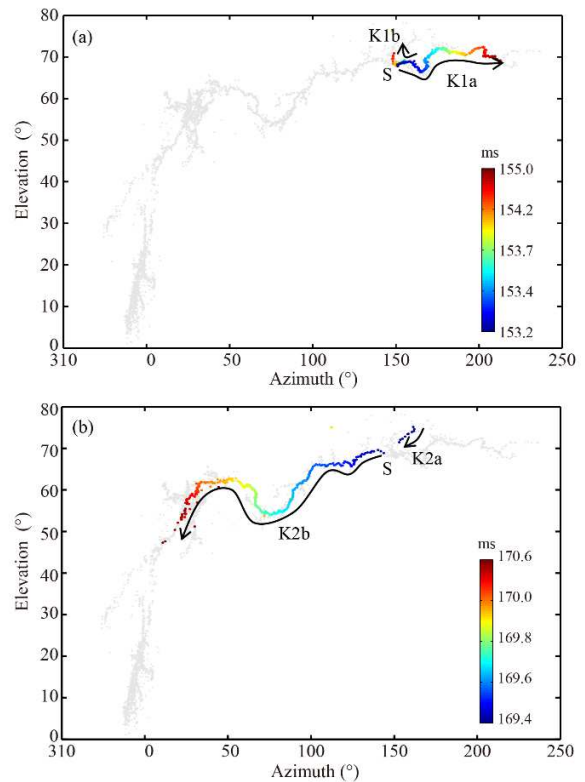 (a)
80
70
60
50
40
30
20
10
0
Elevation (°)
K1b
S
K1a
ms
155.0
154.2
153.7
153.4
153.2
310 0 50 100 150 200 250
Azimuth (°)
(b)
80
70
60
50
40
30
20
10
0
Elevation (°)
K2a
S
K2b
ms
170.6
170.0
169.8
169.6
169.4
310 0 50 100 150 200 250
Azimuth (°)